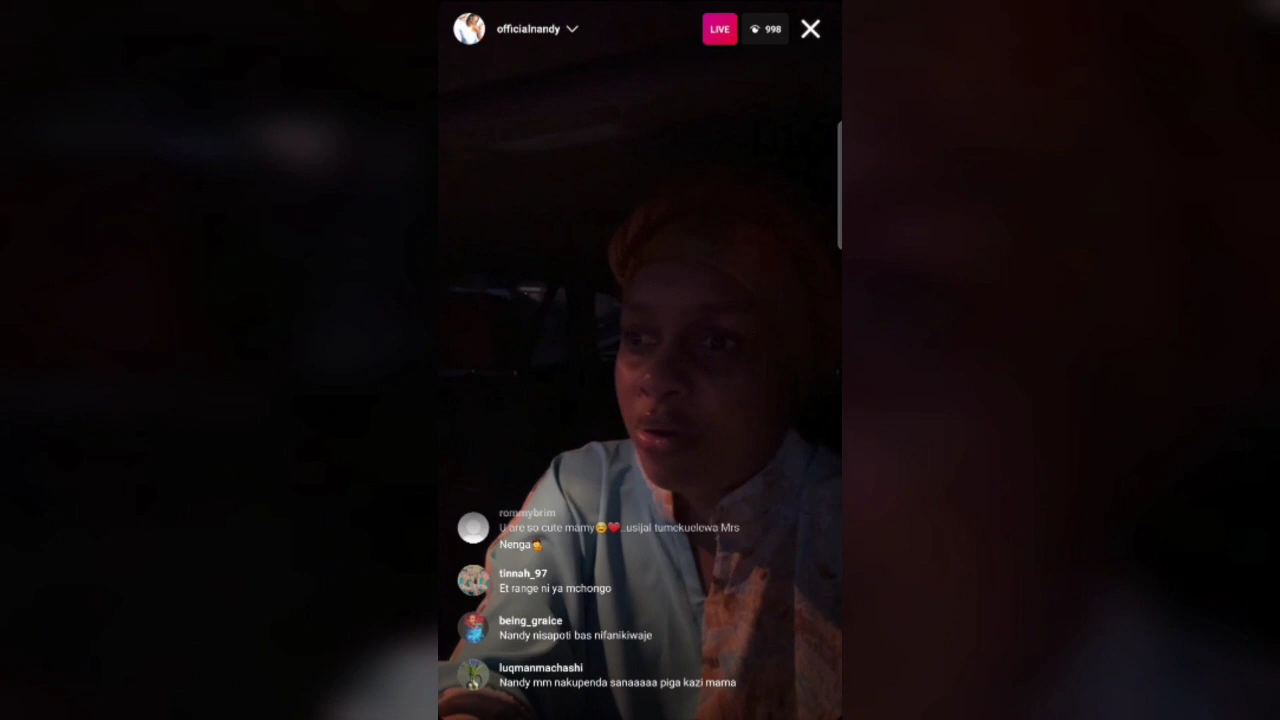 officialnandy
LIVE
998
rommybrim
U are so cute mamy☺️❤️..usijal tumekuelewa Mrs
Nenga💁
tinnah_97
Et range ni ya mchongo
being_graice
Nandy nisapoti bas nifanikiwaje
luqmanmachashi
Nandy mm nakupenda sanaaaaa piga kazi mama